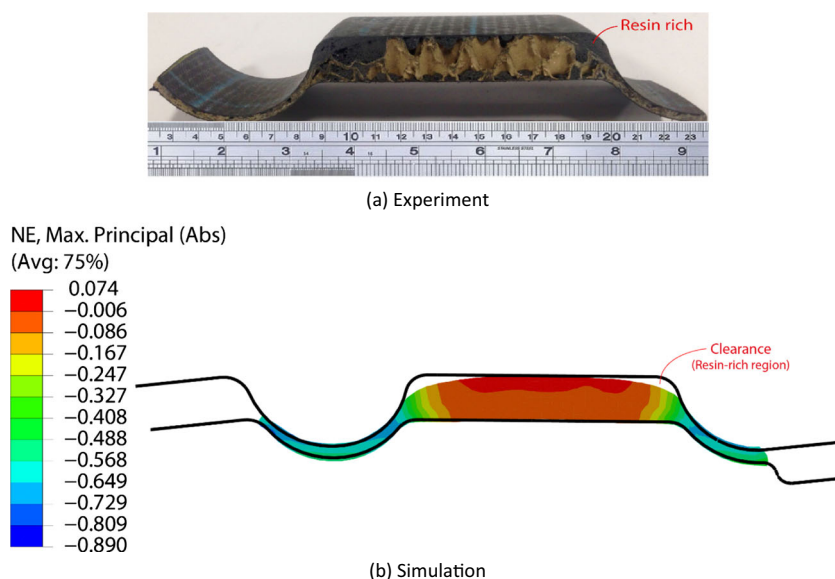 Resin rich
3 4 5 6 7 8 9 10 11 12 13 14 15 16 17 18 19 20 21 22 23
1 2 3 4 5 6 7 8 9
STAINLESS STEEL
(a) Experiment
NE, Max. Principal (Abs)
(Avg: 75%)
0.074
−0.006
−0.086
−0.167
−0.247
−0.327
−0.408
−0.488
−0.568
−0.649
−0.729
−0.809
−0.890
Clearance
(Resin-rich region)
(b) Simulation